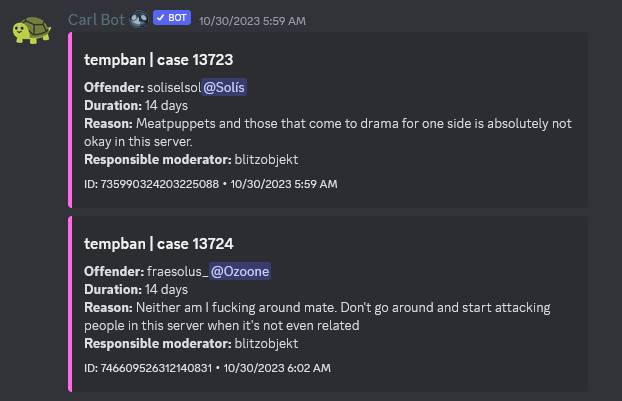 Carl Bot BOT 10/30/2023 5:59 AM
tempban | case 13723
Offender: soliselsol@Solís
Duration: 14 days
Reason: Meatpuppets and those that come to drama for one side is absolutely not
okay in this server.
Responsible moderator: blitzobjekt
ID: 735990324203225088 • 10/30/2023 5:59 AM
tempban | case 13724
Offender: fraesolus_@Ozoone
Duration: 14 days
Reason: Neither am I fucking around mate. Don't go around and start attacking
people in this server when it's not even related
Responsible moderator: blitzobjekt
ID: 746609526312140831 • 10/30/2023 6:02 AM